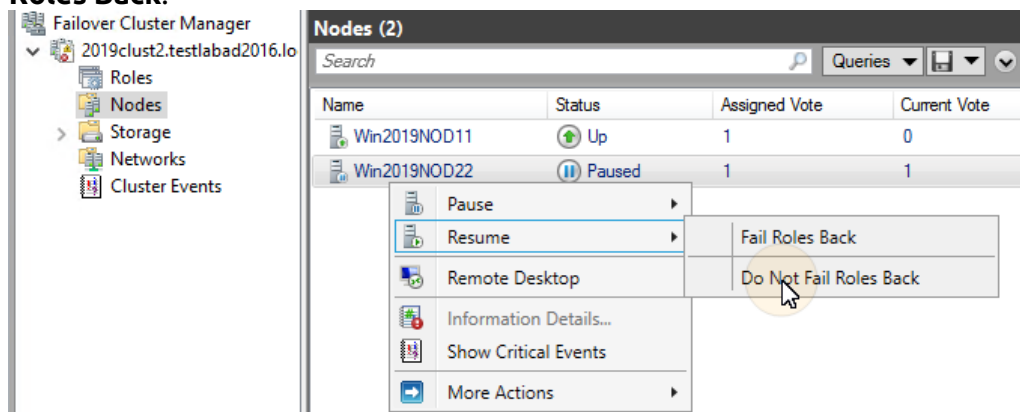 Roles Back.
Failover Cluster Manager
2019clust2.testlabad2016.lo
Roles
Nodes
Storage
Networks
Cluster Events
Nodes (2)
Search
Queries
Name Status Assigned Vote Current Vote
Win2019NOD11 Up 1 0
Win2019NOD22 Paused 1 1
Pause
Resume
Remote Desktop
Information Details...
Show Critical Events
More Actions
Fail Roles Back
Do Not Fail Roles Back